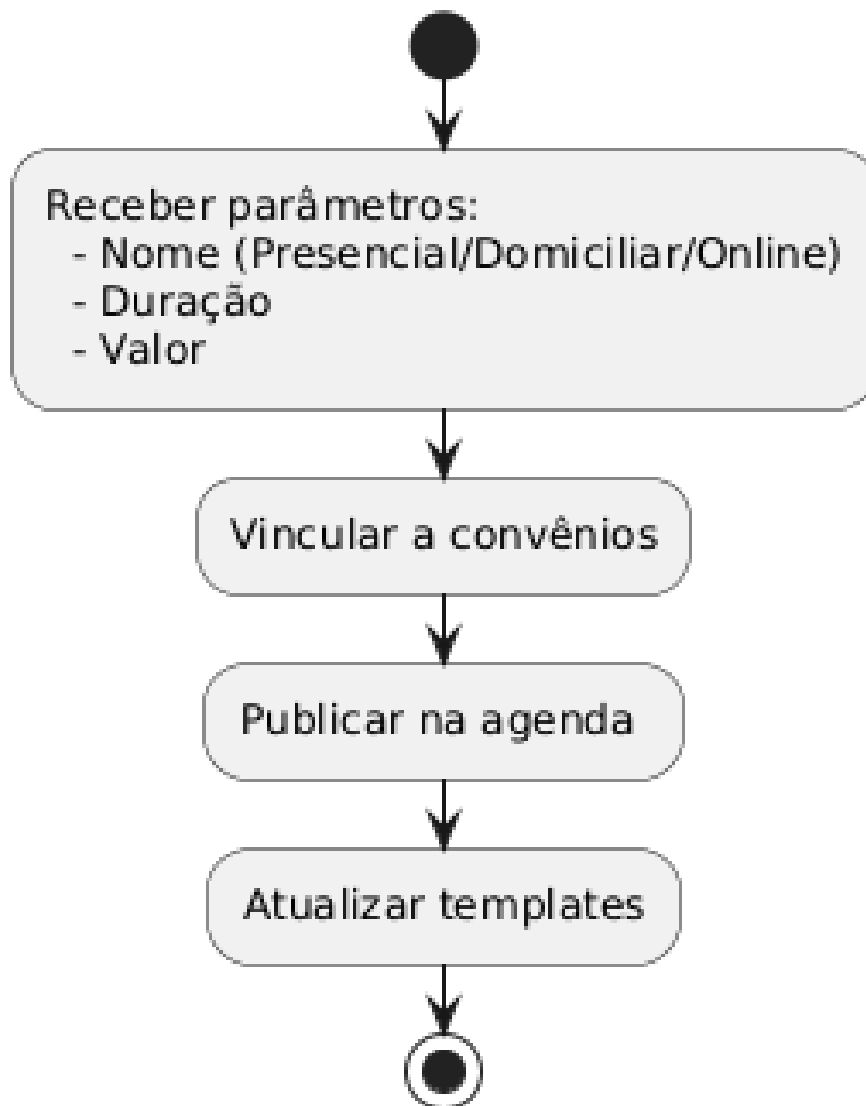 Receber parâmetros:
- Nome (Presencial/Domiciliar/Online)
- Duração
- Valor
Vincular a convênios
Publicar na agenda
Atualizar templates